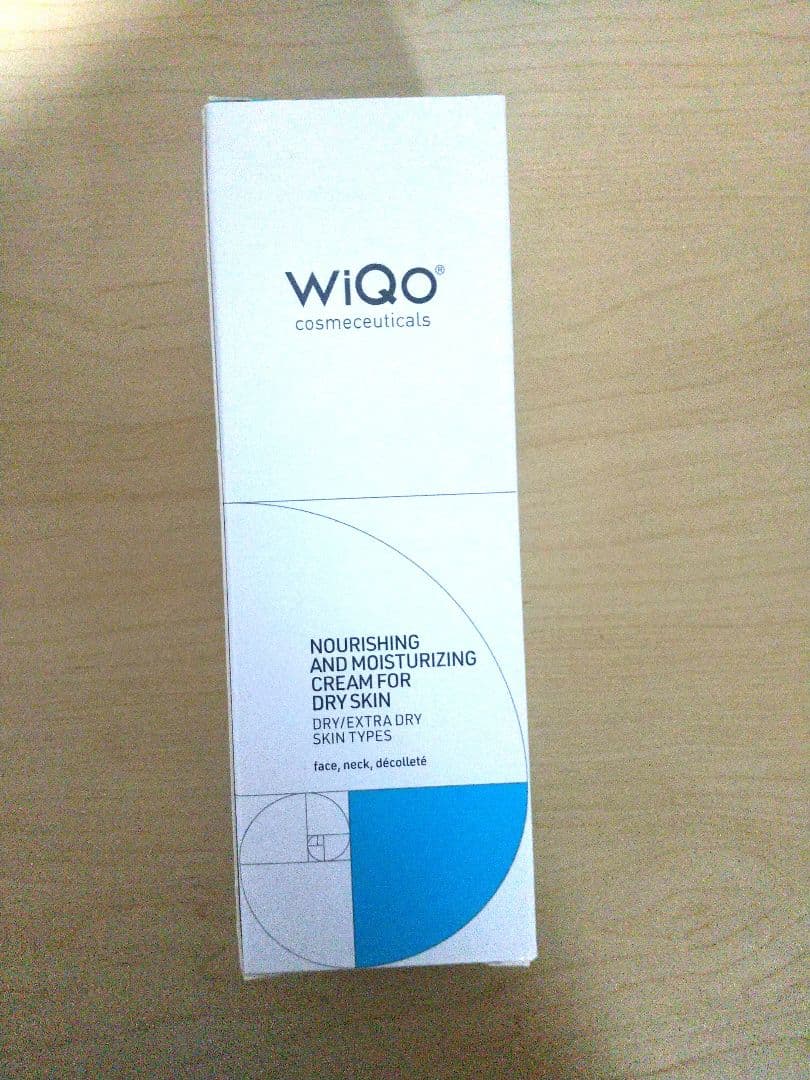 WiQo®
cosmeceuticals
NOURISHING
AND MOISTURIZING
CREAM FOR
DRY SKIN
DRY/EXTRA DRY
SKIN TYPES
face, neck, décolleté